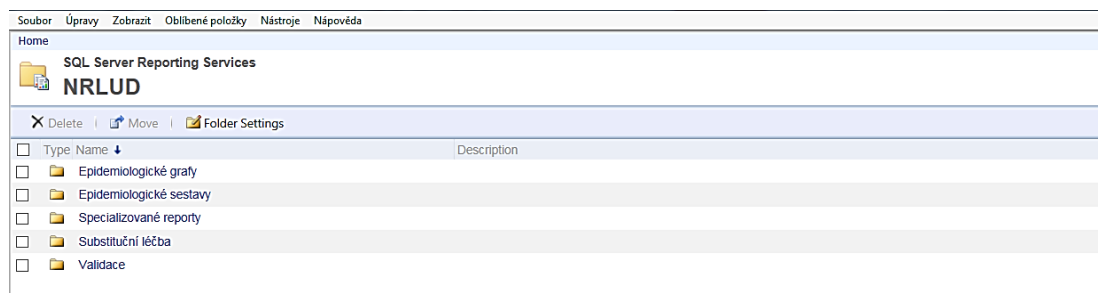 Soubor Úpravy Zobrazit Oblíbené položky Nástroje Nápověda
Home
SQL Server Reporting Services
NRLUD
Delete Move Folder Settings
Type Name Description
Epidemiologické grafy
Epidemiologické sestavy
Specializované reporty
Substituční léčba
Validace